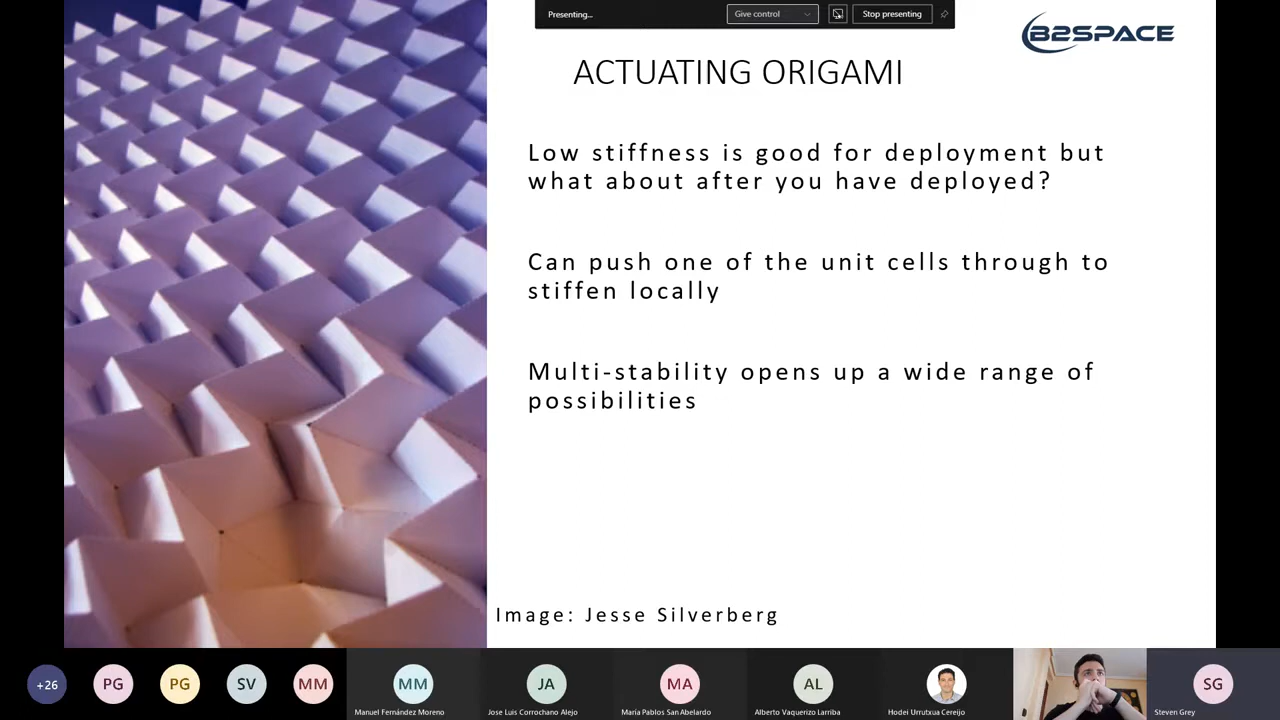 Presenting...
Give control
Stop presenting
B2SPACE
ACTUATING ORIGAMI
Low stiffness is good for deployment but
what about after you have deployed?
Can push one of the unit cells through to
stiffen locally
Multi-stability opens up a wide range of
possibilities
Image: Jesse Silverberg
+26
PG
PG
SV
MM
MM
JA
MA
AL
SG
Manuel Fernández Moreno
Jose Luis Corrochano Alejo
María Pablos San Abelardo
Alberto Vaquerizo Larriba
Hodei Urrutxua Cereijo
Steven Grey